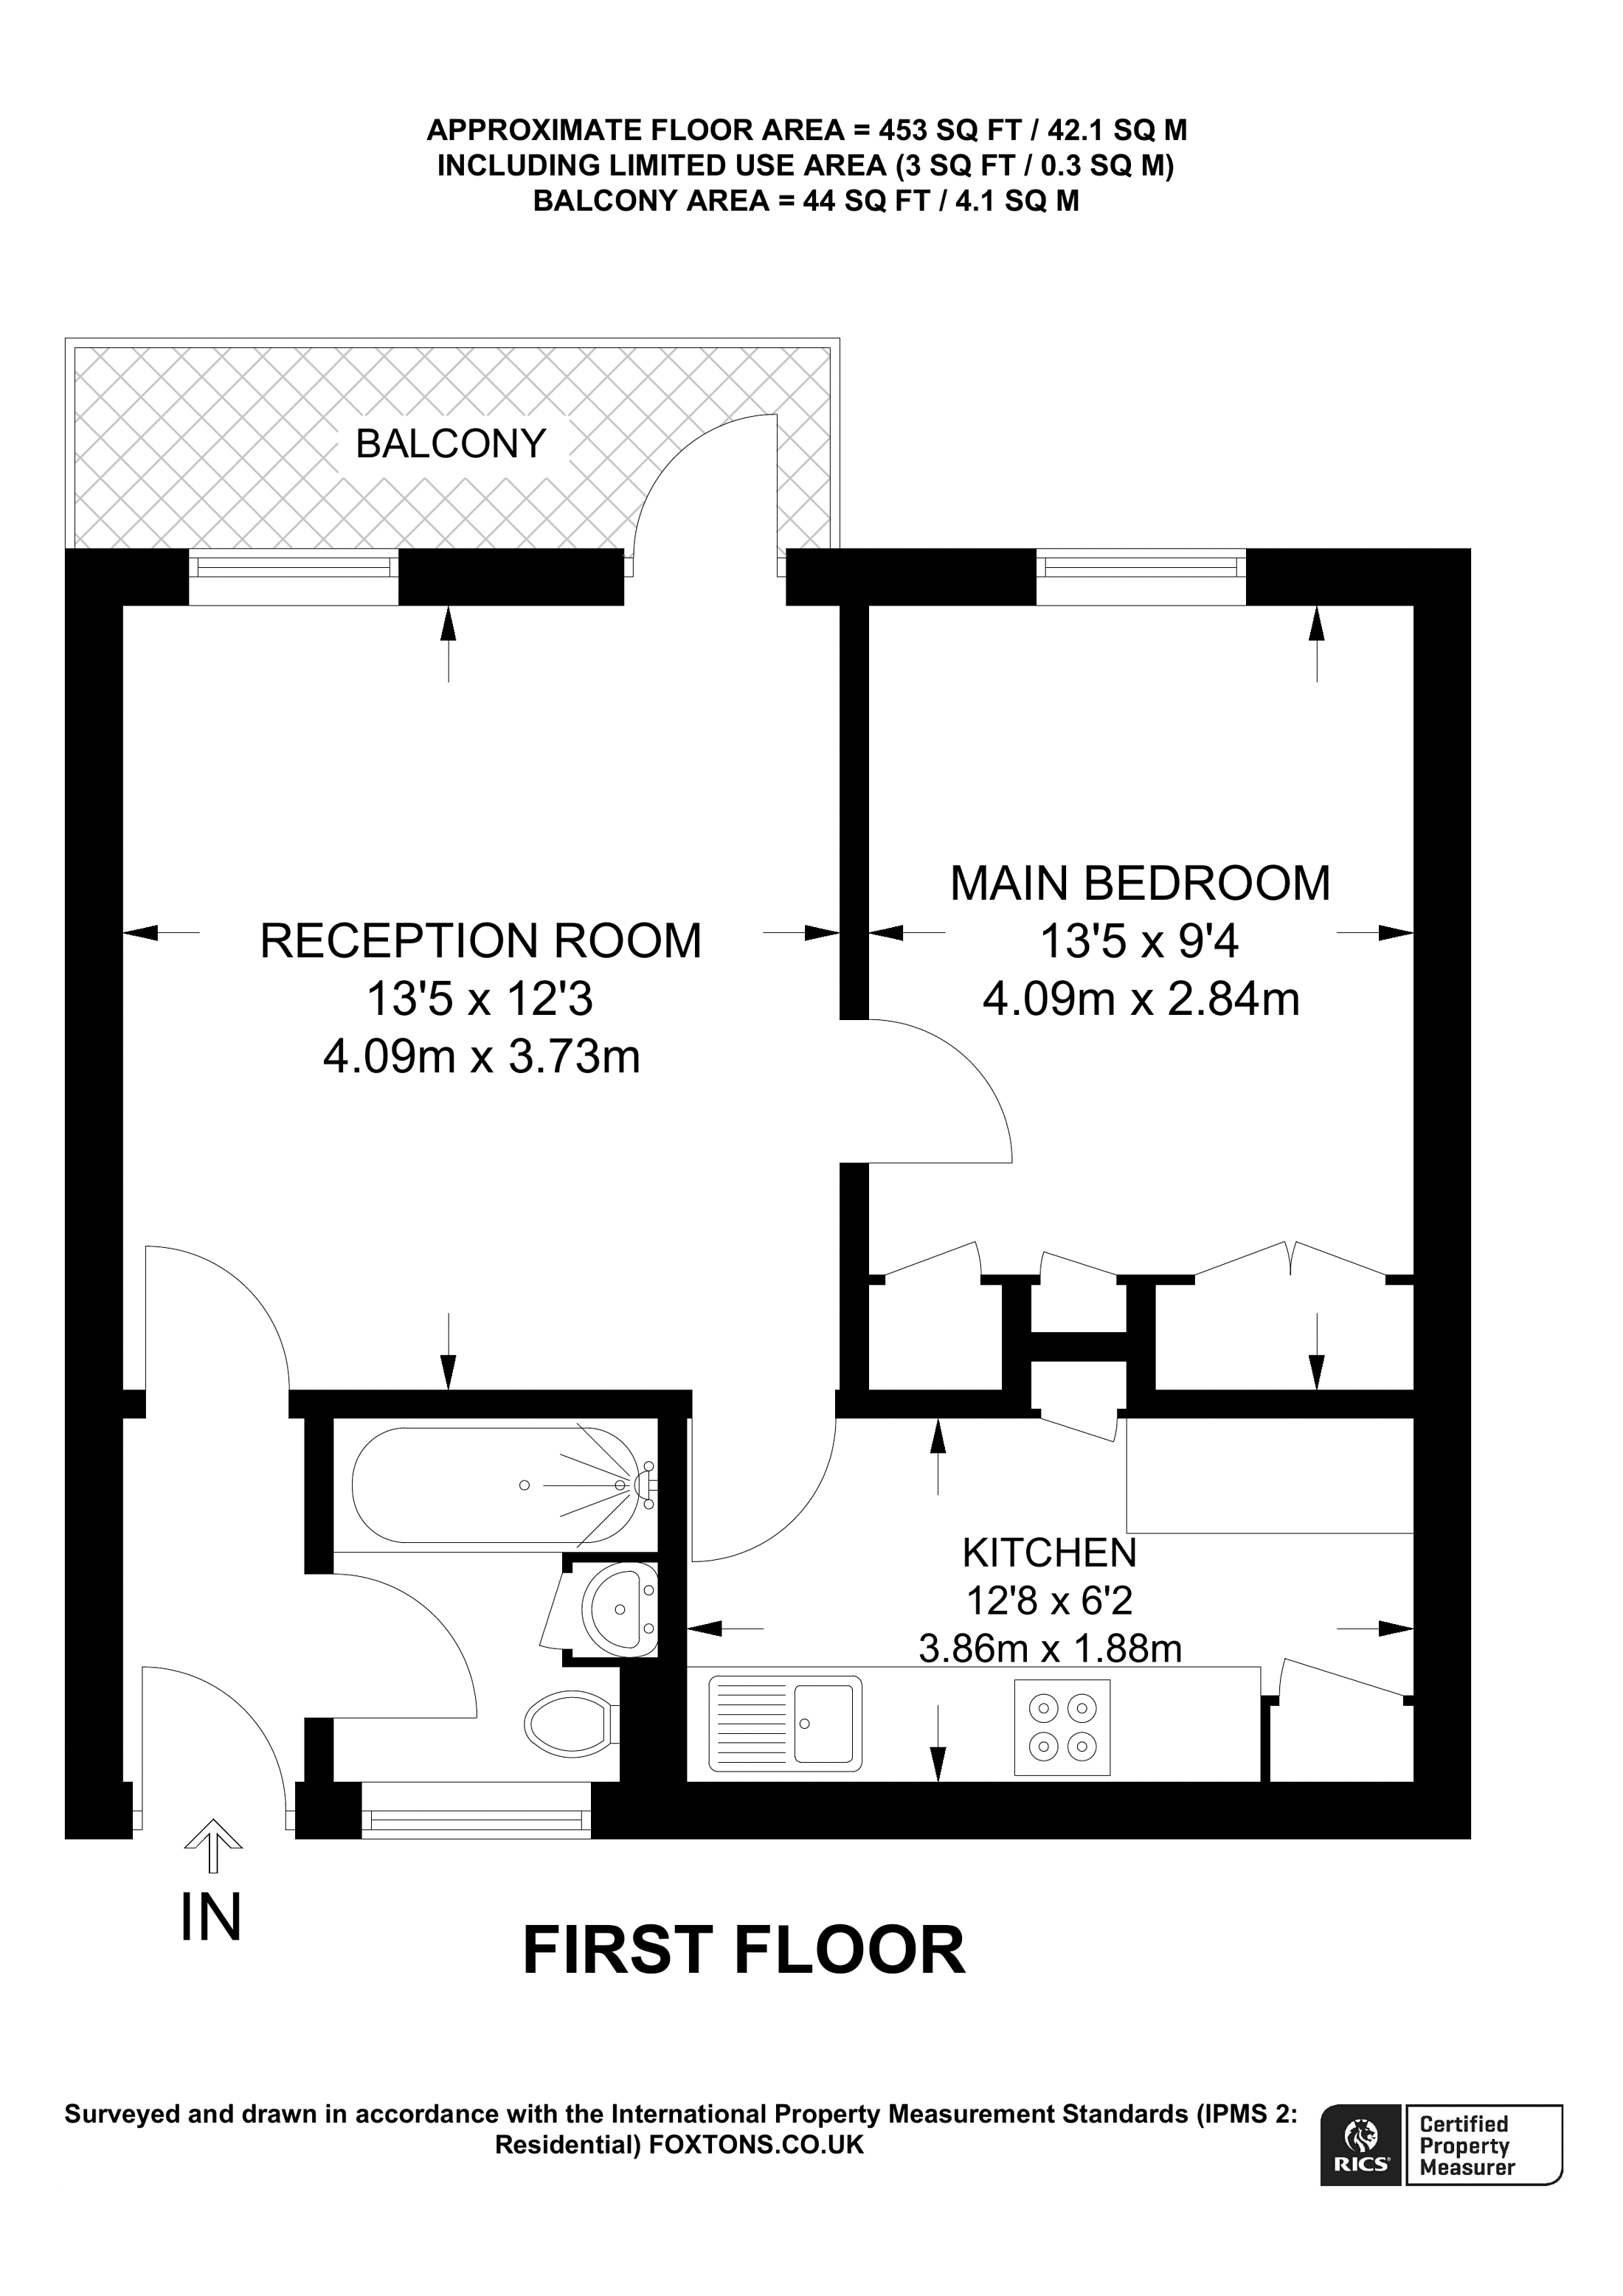 APPROXIMATE FLOOR AREA = 453 SQ FT / 42.1 SQ M
INCLUDING LIMITED USE AREA (3 SQ FT / 0.3 SQ M)
BALCONY AREA = 44 SQ FT / 4.1 SQ M
BALCONY
RECEPTION ROOM
13'5 x 12'3
4.09m x 3.73m
MAIN BEDROOM
13'5 x 9'4
4.09m x 2.84m
KITCHEN
12'8 x 6'2
3.86m x 1.88m
IN
FIRST FLOOR
Surveyed and drawn in accordance with the International Property Measurement Standards (IPMS 2:
Residential) FOXTONS.CO.UK
RICS®
Certified
Property
Measurer